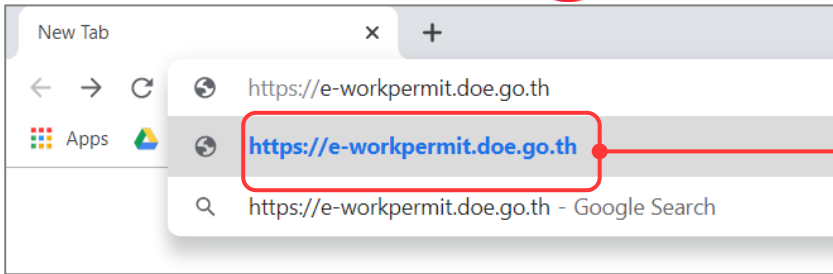 New Tab
https://e-workpermit.doe.go.th
Apps
https://e-workpermit.doe.go.th
https://e-workpermit.doe.go.th - Google Search